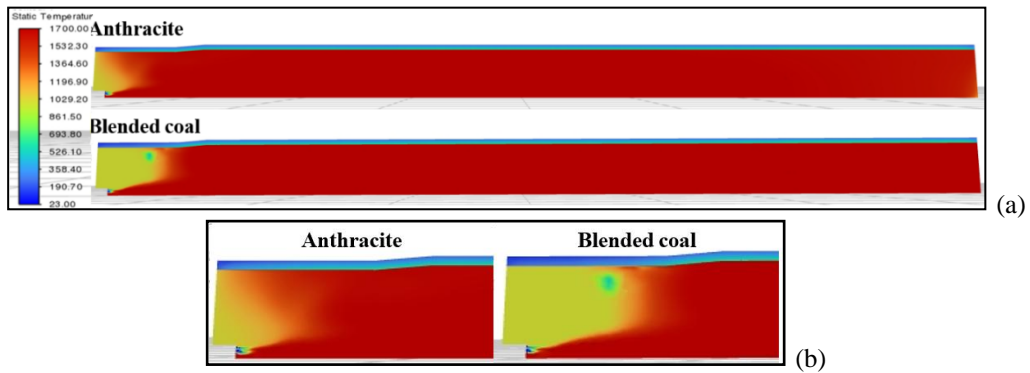 Static Temperatur
1700.00
1532.30
1364.60
1196.90
1029.20
861.50
693.80
526.10
358.40
190.70
23.00
Anthracite
Blended coal
(a)
Anthracite
Blended coal
(b)